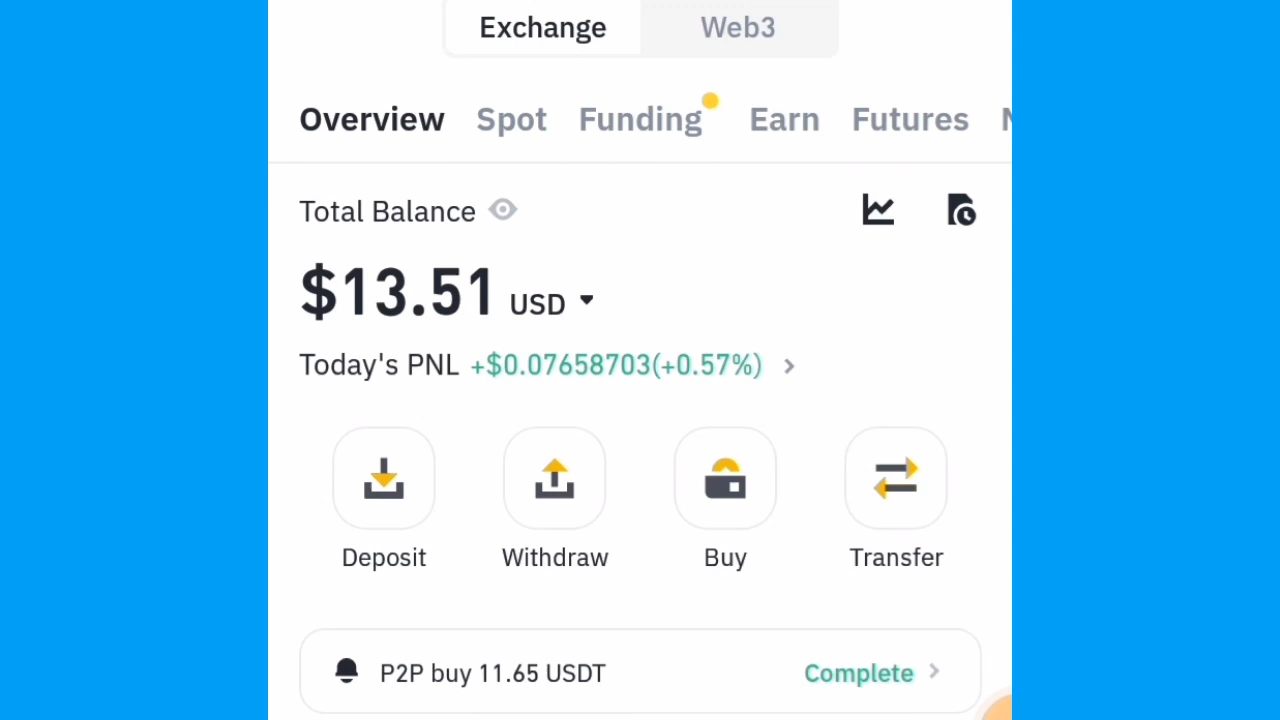 Exchange Web3
Overview Spot Funding Earn Futures
Total Balance
$13.51 USD
Today's PNL +$0.07658703(+0.57%)
Deposit Withdraw Buy Transfer
P2P buy 11.65 USDT Complete